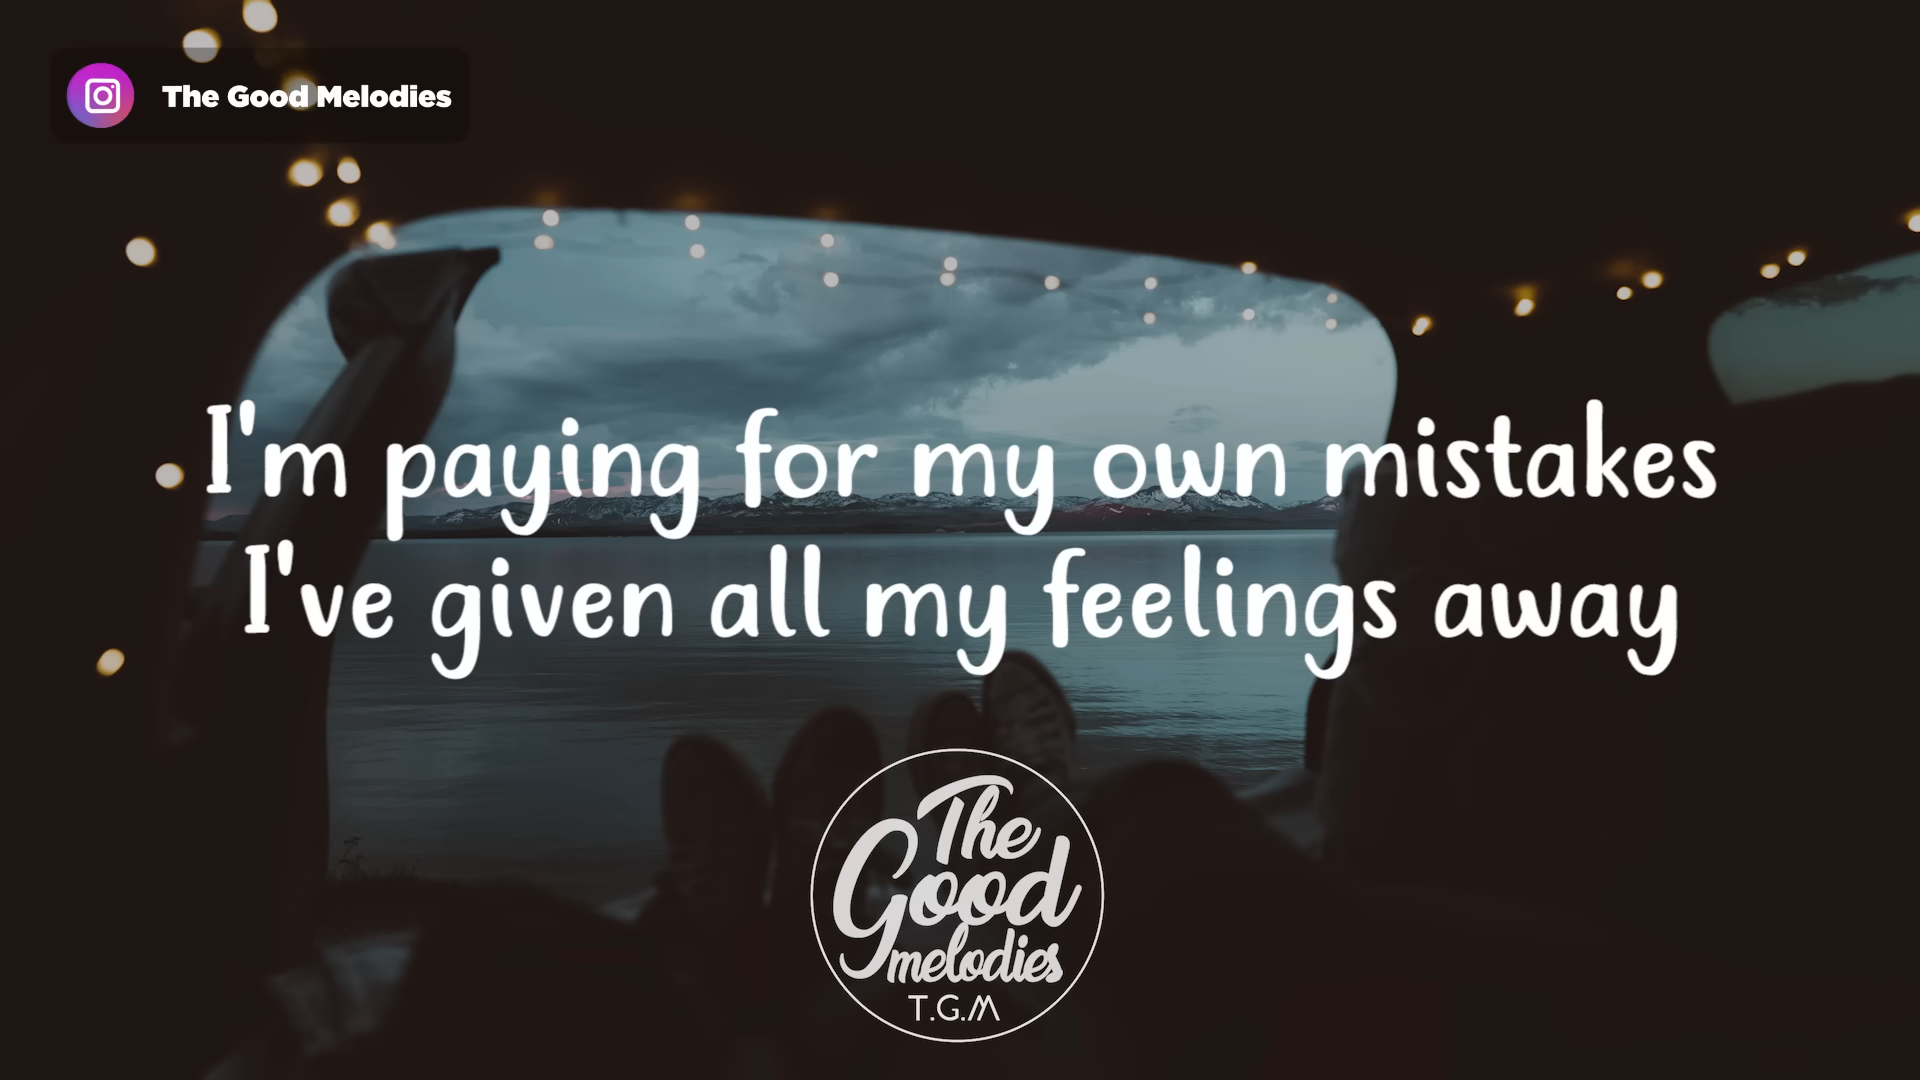 The Good Melodies
I'm paying for my own mistakes
I've given all my feelings away
The
Good
melodies
T.G.M